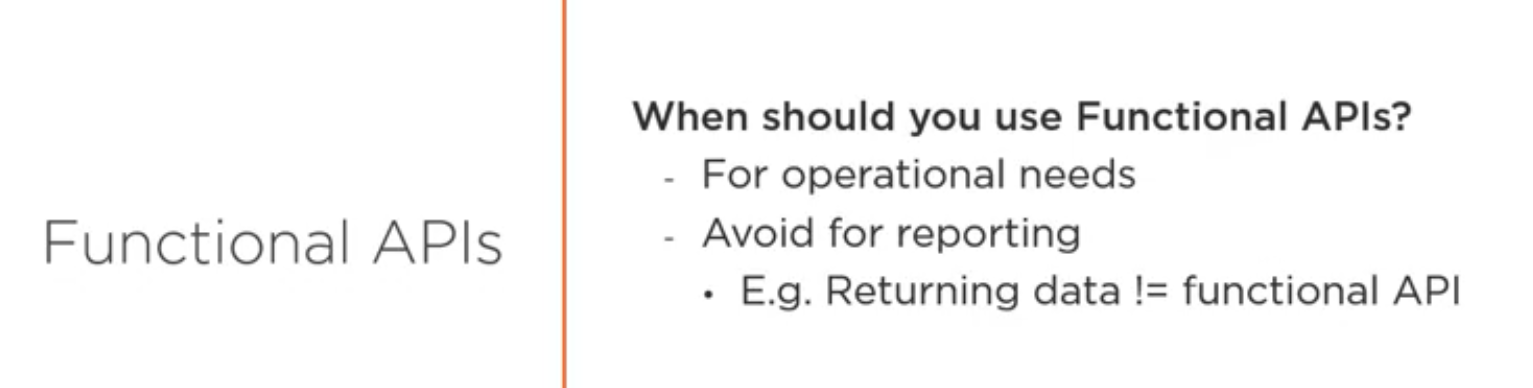 Functional APIs
When should you use Functional APIs?
- For operational needs
- Avoid for reporting
• E.g. Returning data != functional API